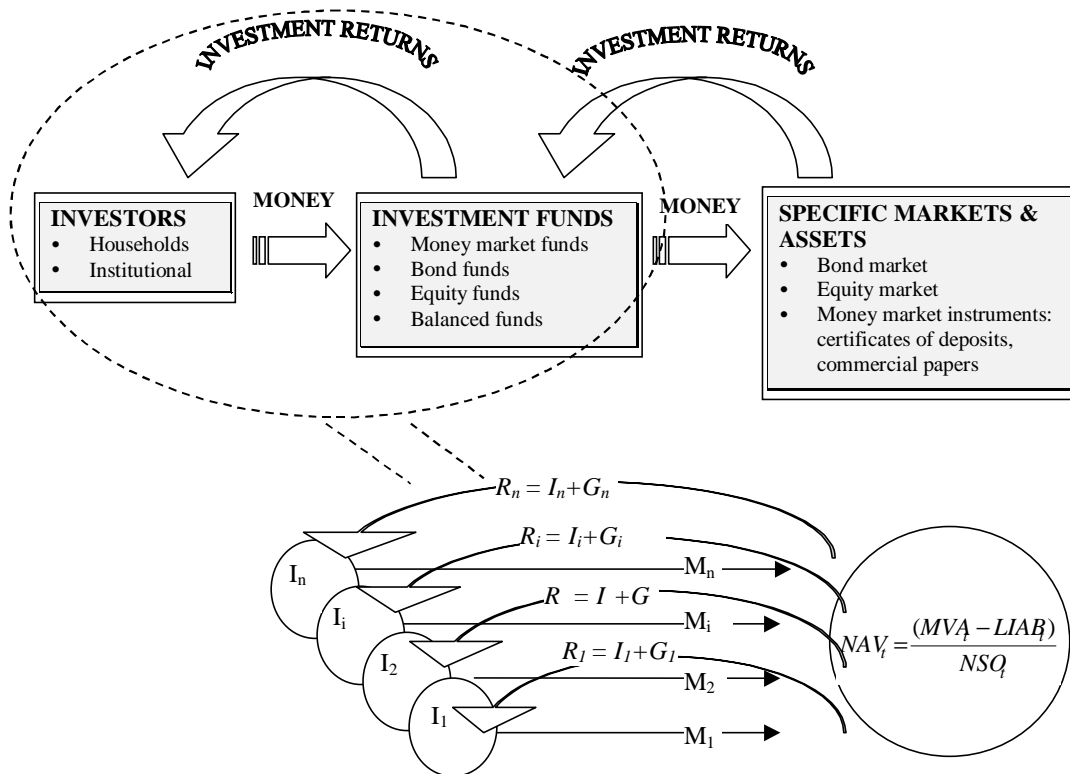 INVESTMENT RETURNS
INVESTMENT RETURNS
MONEY
MONEY
INVESTORS
• Households
• Institutional
INVESTMENT FUNDS
• Money market funds
• Bond funds
• Equity funds
• Balanced funds
SPECIFIC MARKETS &
ASSETS
• Bond market
• Equity market
• Money market instruments:
certificates of deposits,
commercial papers
Rₙ = Iₙ+Gₙ
Rᵢ = Iᵢ+Gᵢ
R = I +G
R₁ = I₁+G₁
Iₙ
Iᵢ
I₂
I₁
Mₙ
Mᵢ
M₂
M₁
NAVₜ = (MVAₜ – LIABₜ) / NSOₜ